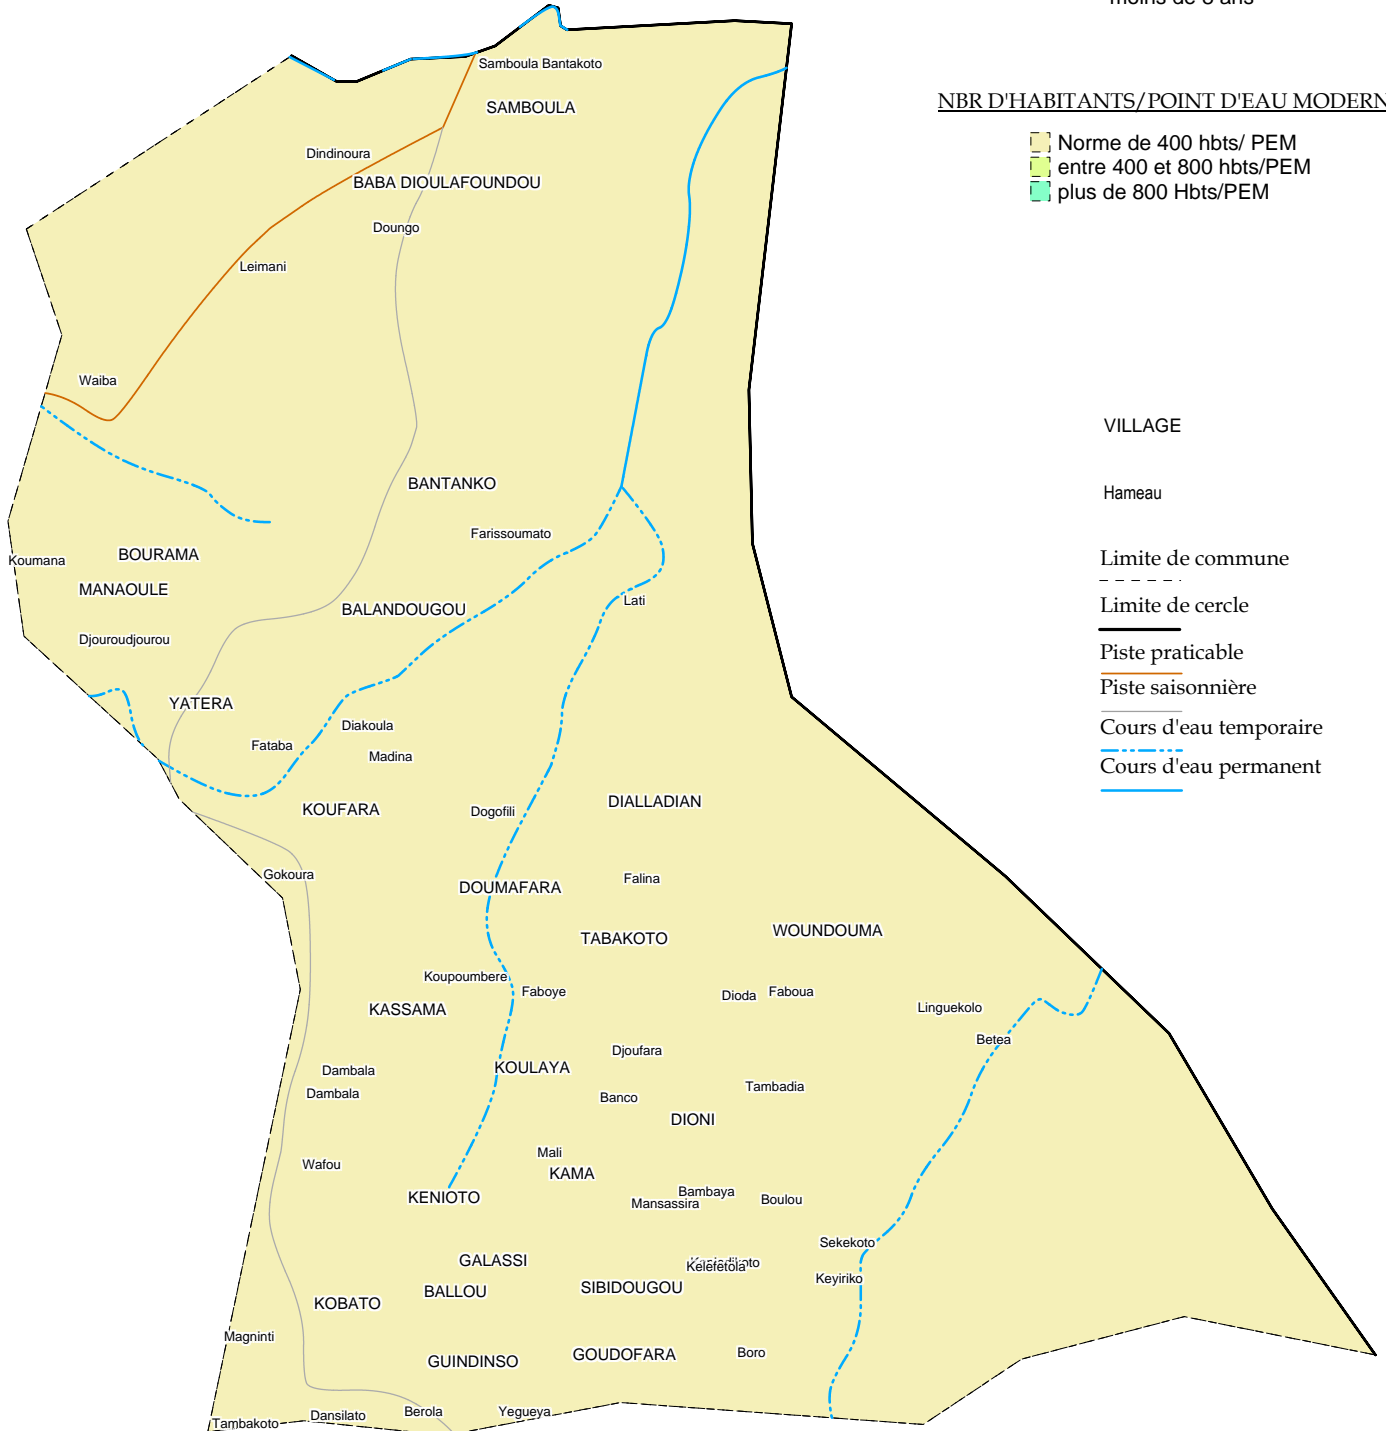 moins de 5 ans
Samboula Bantakoto
SAMBOULA
NBR D'HABITANTS/POINT D'EAU MODERN
Norme de 400 hbts/ PEM
entre 400 et 800 hbts/PEM
plus de 800 Hbts/PEM
Dindinoura
BABA DIOULAFOUNDOU
Doungo
Leimani
Waiba
VILLAGE
BANTANKO
Hameau
Farissoumato
BOURAMA
Koumana
Limite de commune
MANAOULE
Lati
BALANDOUGOU
Limite de cercle
Djouroudjourou
Piste praticable
Piste saisonnière
YATERA
Diakoula
Cours d'eau temporaire
Fataba
Madina
Cours d'eau permanent
DIALLADIAN
KOUFARA
Dogofili
Gokoura
Falina
DOUMAFARA
WOUNDOUMA
TABAKOTO
Koupoumbere
Faboye
Dioda
Faboua
KASSAMA
Linguekolo
Betea
Djoufara
KOULAYA
Dambala
Tambadia
Dambala
Banco
DIONI
Mali
Wafou
KAMA
Bambaya
KENIOTO
Mansassira
Boulou
Sekekoto
GALASSI
Kelefetola
Keyiriko
SIBIDOUGOU
BALLOU
KOBATO
Magninti
Boro
GOUDOFARA
GUINDINSO
Berola
Yegueya
Dansilato
Tambakoto